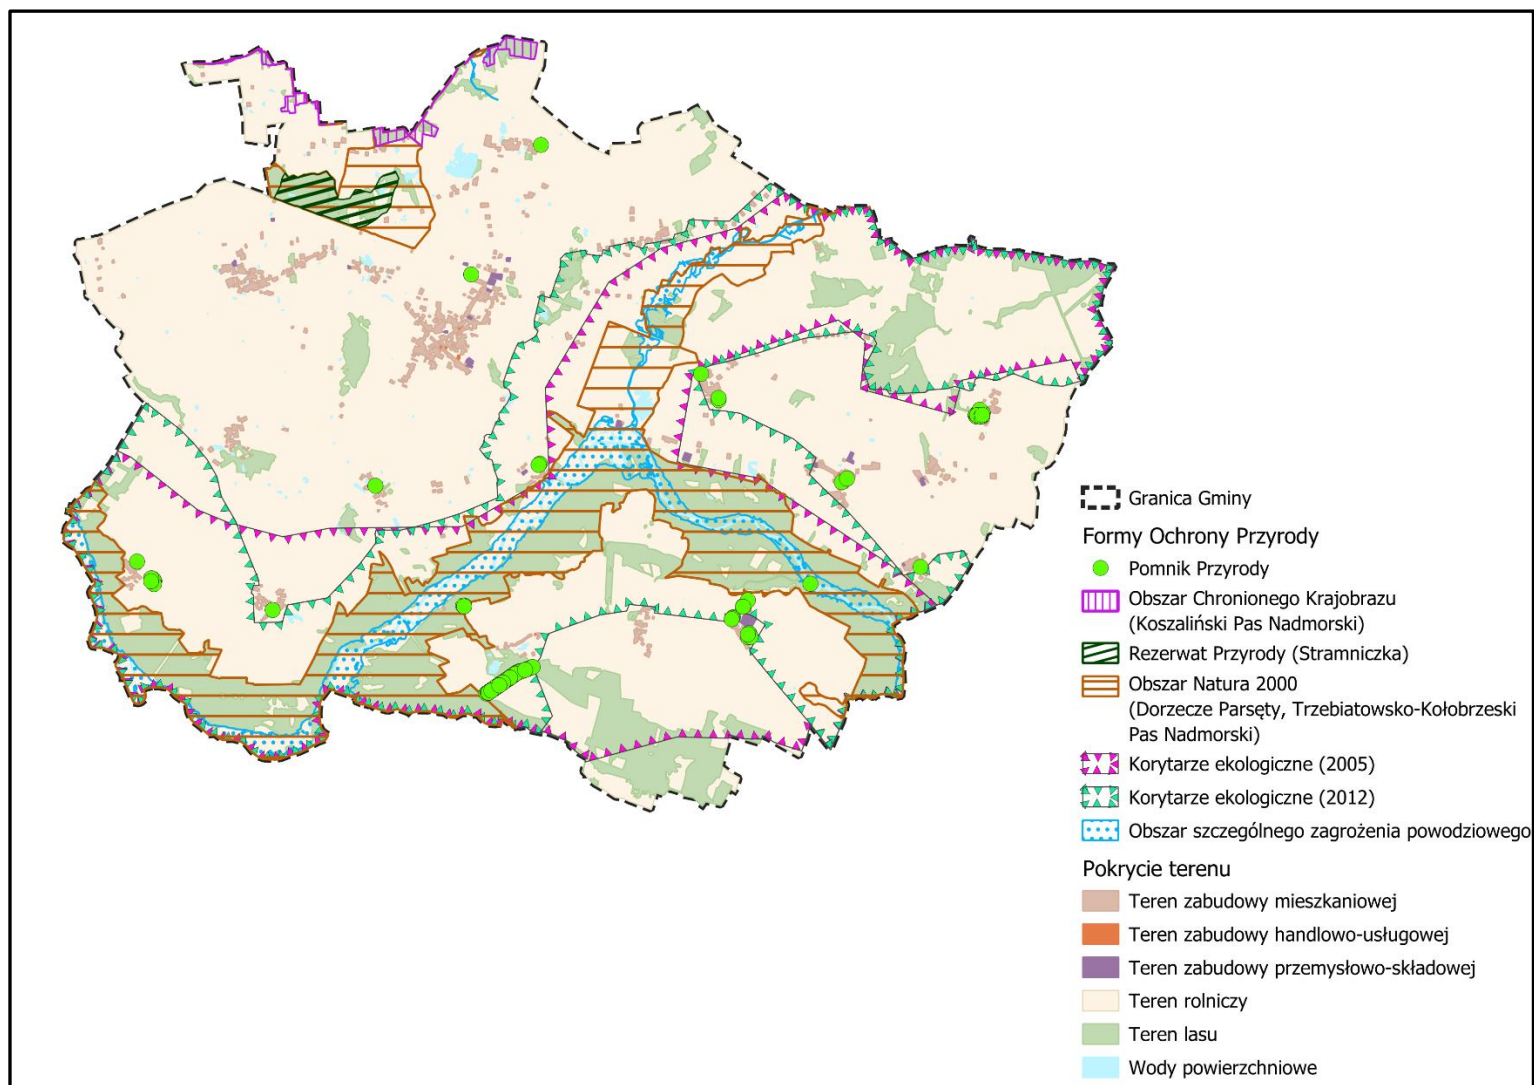 Granica Gminy
Formy Ochrony Przyrody
Pomnik Przyrody
Obszar Chronionego Krajobrazu
(Koszaliński Pas Nadmorski)
Rezerwat Przyrody (Stramniczka)
Obszar Natura 2000
(Dorzecze Parsęty, Trzebiatowsko-Kołobrzeski
Pas Nadmorski)
Korytarze ekologiczne (2005)
Korytarze ekologiczne (2012)
Obszar szczególnego zagrożenia powodziowego
Pokrycie terenu
Teren zabudowy mieszkaniowej
Teren zabudowy handlowo-usługowej
Teren zabudowy przemysłowo-składowej
Teren rolniczy
Teren lasu
Wody powierzchniowe